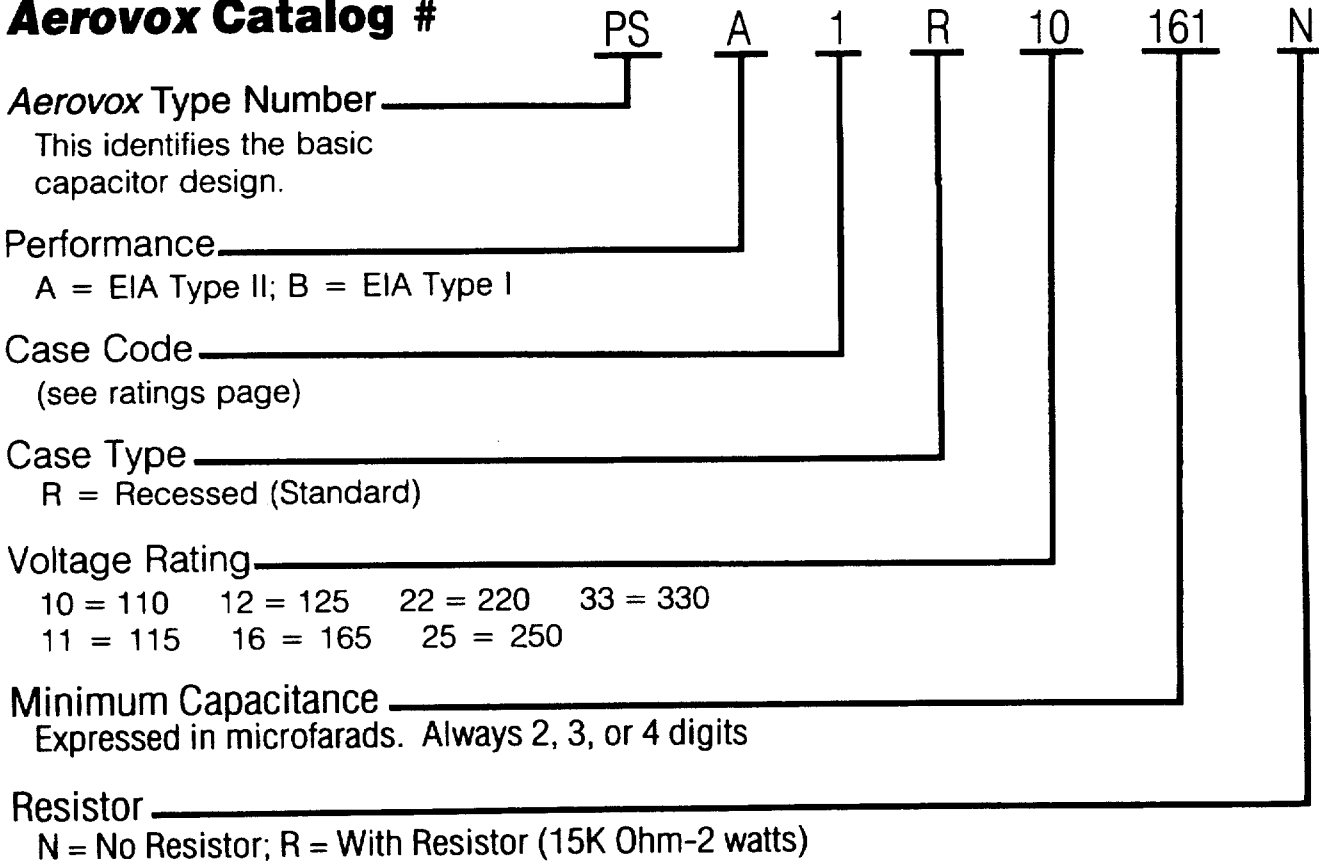 Aerovox Catalog # PS A 1 R 10 161 N
Aerovox Type Number
This identifies the basic
capacitor design.
Performance
A = EIA Type II; B = EIA Type I
Case Code
(see ratings page)
Case Type
R = Recessed (Standard)
Voltage Rating
10 = 110 12 = 125 22 = 220 33 = 330
11 = 115 16 = 165 25 = 250
Minimum Capacitance
Expressed in microfarads. Always 2, 3, or 4 digits
Resistor
N = No Resistor; R = With Resistor (15K Ohm-2 watts)